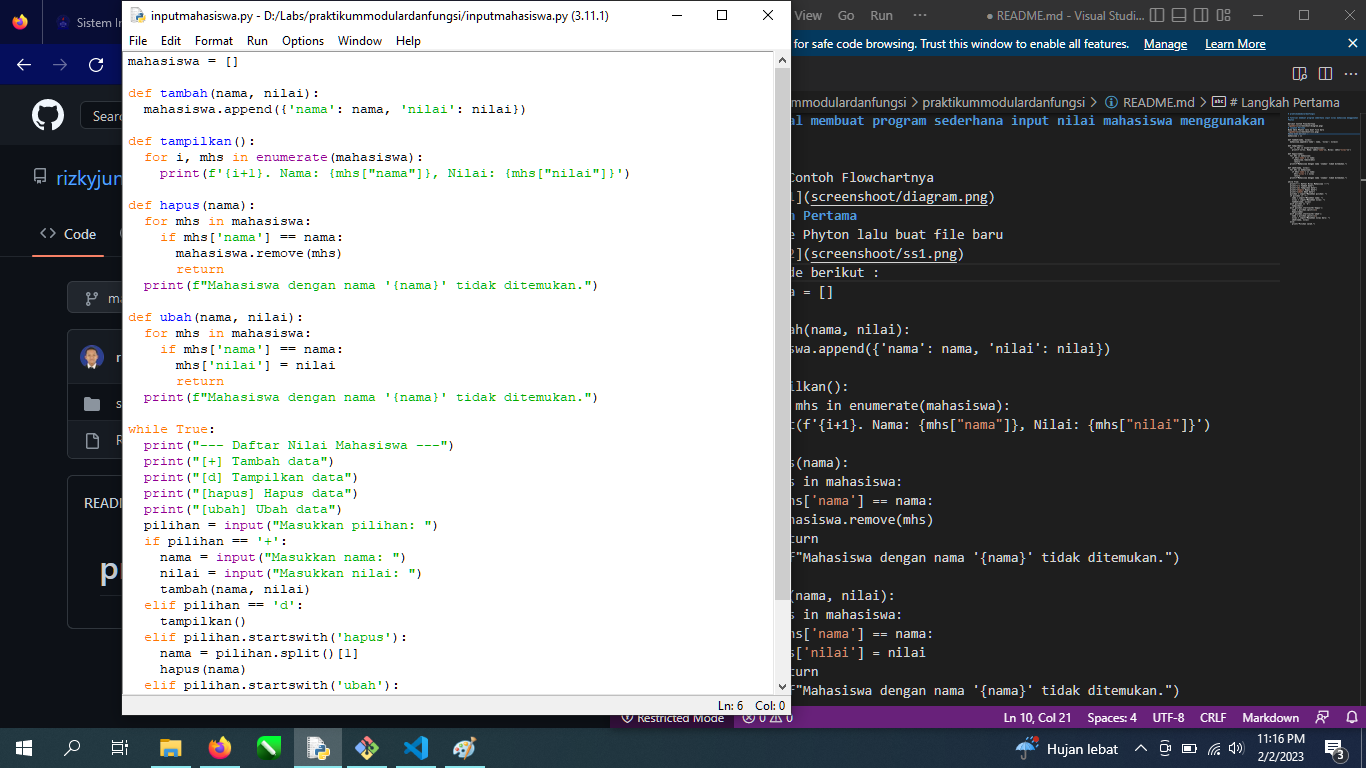 Sistem In
inputmahasiswa.py - D:/Labs/praktikummodulardanfungsi/inputmahasiswa.py (3.11.1)
File Edit Format Run Options Window Help
mahasiswa = []
def tambah(nama, nilai):
mahasiswa.append({'nama': nama, 'nilai': nilai})
def tampilkan():
for i, mhs in enumerate(mahasiswa):
print(f'{i+1}. Nama: {mhs["nama"]}, Nilai: {mhs["nilai"]}')
def hapus(nama):
for mhs in mahasiswa:
if mhs['nama'] == nama:
mahasiswa.remove(mhs)
return
print(f"Mahasiswa dengan nama '{nama}' tidak ditemukan.")
def ubah(nama, nilai):
for mhs in mahasiswa:
if mhs['nama'] == nama:
mhs['nilai'] = nilai
return
print(f"Mahasiswa dengan nama '{nama}' tidak ditemukan.")
while True:
print("--- Daftar Nilai Mahasiswa ---")
print("[+] Tambah data")
print("[d] Tampilkan data")
print("[hapus] Hapus data")
print("[ubah] Ubah data")
pilihan = input("Masukkan pilihan: ")
if pilihan == '+':
nama = input("Masukkan nama: ")
nilai = input("Masukkan nilai: ")
tambah(nama, nilai)
elif pilihan == 'd':
tampilkan()
elif pilihan.startswith('hapus'):
nama = pilihan.split()[1]
hapus(nama)
elif pilihan.startswith('ubah'):
Ln: 6 Col: 0
Sear
rizkyjun
Code
ma
r
s
R
READ
pr
View Go Run ··· ● README.md - Visual Studi...
for safe code browsing. Trust this window to enable all features. Manage Learn More
mmodulardanfungsi > praktikummodulardanfungsi > README.md > # Langkah Pertama
al membuat program sederhana input nilai mahasiswa menggunakan
Contoh Flowchartnya
1](screenshoot/diagram.png)
h Pertama
e Phyton lalu buat file baru
2](screenshoot/ss1.png)
de berikut :
a = []
ah(nama, nilai):
swa.append({'nama': nama, 'nilai': nilai})
ilkan():
mhs in enumerate(mahasiswa):
t(f'{i+1}. Nama: {mhs["nama"]}, Nilai: {mhs["nilai"]}')
s(nama):
s in mahasiswa:
hs['nama'] == nama:
hasiswa.remove(mhs)
turn
f"Mahasiswa dengan nama '{nama}' tidak ditemukan.")
(nama, nilai):
s in mahasiswa:
hs['nama'] == nama:
s['nilai'] = nilai
turn
f"Mahasiswa dengan nama '{nama}' tidak ditemukan.")
Restricted Mode 0 0 Ln 10, Col 21 Spaces: 4 UTF-8 CRLF Markdown
Hujan lebat
11:16 PM
2/2/2023
3